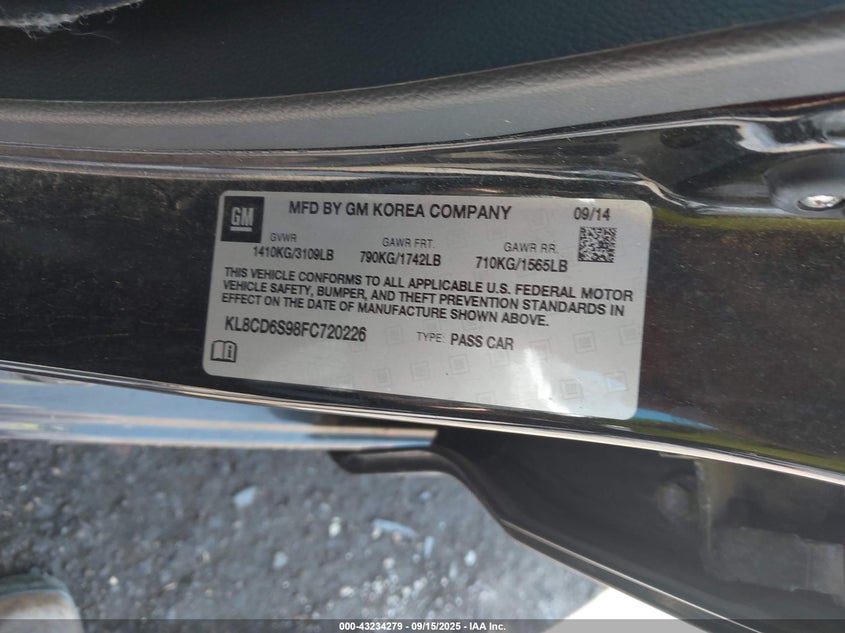 GM MFD BY GM KOREA COMPANY 09/14
GVWR GAWR FRT. GAWR RR.
1410KG/3109LB 790KG/1742LB 710KG/1565LB
THIS VEHICLE CONFORMS TO ALL APPLICABLE U.S. FEDERAL MOTOR
VEHICLE SAFETY, BUMPER, AND THEFT PREVENTION STANDARDS IN
EFFECT ON THE DATE OF MANUFACTURE SHOWN ABOVE.
KL8CD6S98FC720226 TYPE: PASS CAR
000-43234279 - 09/15/2025 - IAA Inc.